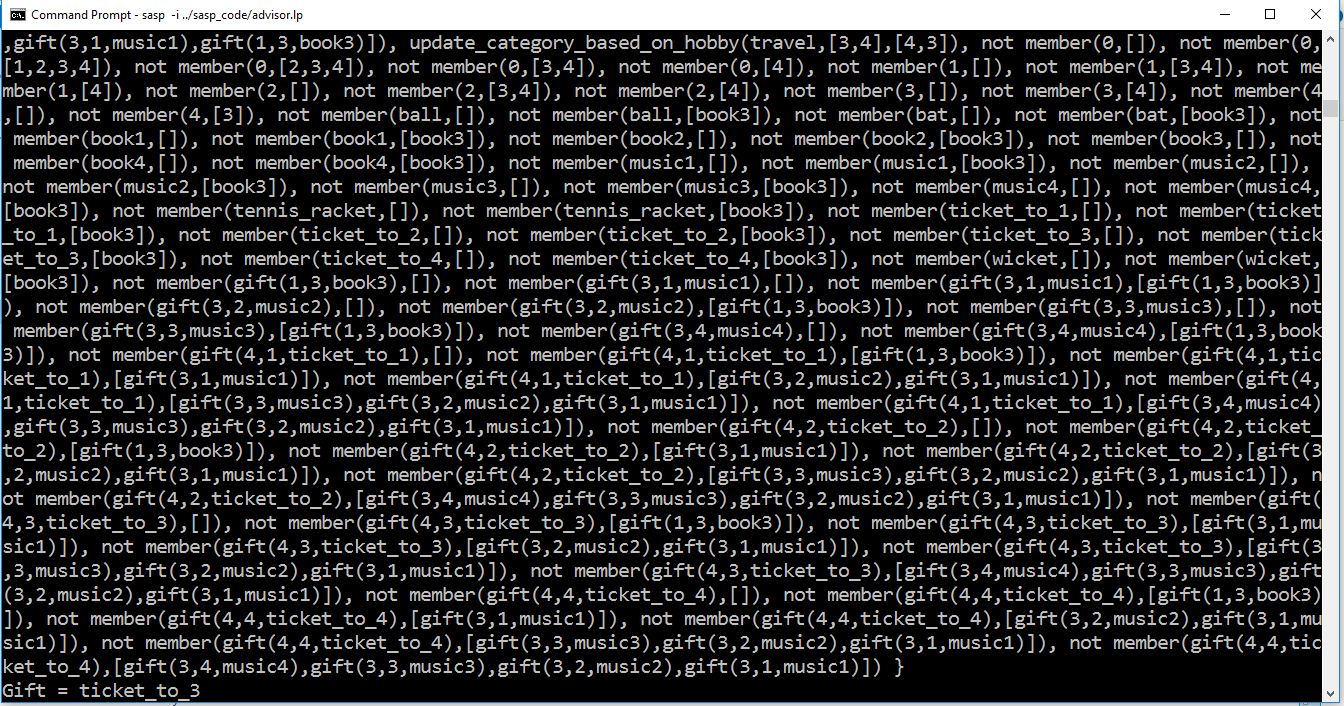 Command Prompt - sasp -i ../sasp_code/advisor.lp
,gift(3,1,music1),gift(1,3,book3)]), update_category_based_on_hobby(travel,[3,4],[4,3]), not member(0,[]), not member(0,
[1,2,3,4]), not member(0,[2,3,4]), not member(0,[3,4]), not member(0,[4]), not member(1,[]), not member(1,[3,4]), not me
mber(1,[4]), not member(2,[]), not member(2,[3,4]), not member(2,[4]), not member(3,[]), not member(3,[4]), not member(4
,[]), not member(4,[3]), not member(ball,[]), not member(ball,[book3]), not member(bat,[]), not member(bat,[book3]), not
member(book1,[]), not member(book1,[book3]), not member(book2,[]), not member(book2,[book3]), not member(book3,[]), not
member(book4,[]), not member(book4,[book3]), not member(music1,[]), not member(music1,[book3]), not member(music2,[]),
not member(music2,[book3]), not member(music3,[]), not member(music3,[book3]), not member(music4,[]), not member(music4,
[book3]), not member(tennis_racket,[]), not member(tennis_racket,[book3]), not member(ticket_to_1,[]), not member(ticket
_to_1,[book3]), not member(ticket_to_2,[]), not member(ticket_to_2,[book3]), not member(ticket_to_3,[]), not member(tick
et_to_3,[book3]), not member(ticket_to_4,[]), not member(ticket_to_4,[book3]), not member(wicket,[]), not member(wicket,
[book3]), not member(gift(1,3,book3),[]), not member(gift(3,1,music1),[]), not member(gift(3,1,music1),[gift(1,3,book3)]
), not member(gift(3,2,music2),[]), not member(gift(3,2,music2),[gift(1,3,book3)]), not member(gift(3,3,music3),[]), not
member(gift(3,3,music3),[gift(1,3,book3)]), not member(gift(3,4,music4),[]), not member(gift(3,4,music4),[gift(1,3,book
3)]), not member(gift(4,1,ticket_to_1),[]), not member(gift(4,1,ticket_to_1),[gift(1,3,book3)]), not member(gift(4,1,tic
ket_to_1),[gift(3,1,music1)]), not member(gift(4,1,ticket_to_1),[gift(3,2,music2),gift(3,1,music1)]), not member(gift(4,
1,ticket_to_1),[gift(3,3,music3),gift(3,2,music2),gift(3,1,music1)]), not member(gift(4,1,ticket_to_1),[gift(3,4,music4)
,gift(3,3,music3),gift(3,2,music2),gift(3,1,music1)]), not member(gift(4,2,ticket_to_2),[]), not member(gift(4,2,ticket_
to_2),[gift(1,3,book3)]), not member(gift(4,2,ticket_to_2),[gift(3,1,music1)]), not member(gift(4,2,ticket_to_2),[gift(3
,2,music2),gift(3,1,music1)]), not member(gift(4,2,ticket_to_2),[gift(3,3,music3),gift(3,2,music2),gift(3,1,music1)]), n
ot member(gift(4,2,ticket_to_2),[gift(3,4,music4),gift(3,3,music3),gift(3,2,music2),gift(3,1,music1)]), not member(gift(
4,3,ticket_to_3),[]), not member(gift(4,3,ticket_to_3),[gift(1,3,book3)]), not member(gift(4,3,ticket_to_3),[gift(3,1,mu
sic1)]), not member(gift(4,3,ticket_to_3),[gift(3,2,music2),gift(3,1,music1)]), not member(gift(4,3,ticket_to_3),[gift(3
,3,music3),gift(3,2,music2),gift(3,1,music1)]), not member(gift(4,3,ticket_to_3),[gift(3,4,music4),gift(3,3,music3),gift
(3,2,music2),gift(3,1,music1)]), not member(gift(4,4,ticket_to_4),[]), not member(gift(4,4,ticket_to_4),[gift(1,3,book3)
]), not member(gift(4,4,ticket_to_4),[gift(3,1,music1)]), not member(gift(4,4,ticket_to_4),[gift(3,2,music2),gift(3,1,mu
sic1)]), not member(gift(4,4,ticket_to_4),[gift(3,3,music3),gift(3,2,music2),gift(3,1,music1)]), not member(gift(4,4,tic
ket_to_4),[gift(3,4,music4),gift(3,3,music3),gift(3,2,music2),gift(3,1,music1)]) }
Gift = ticket_to_3